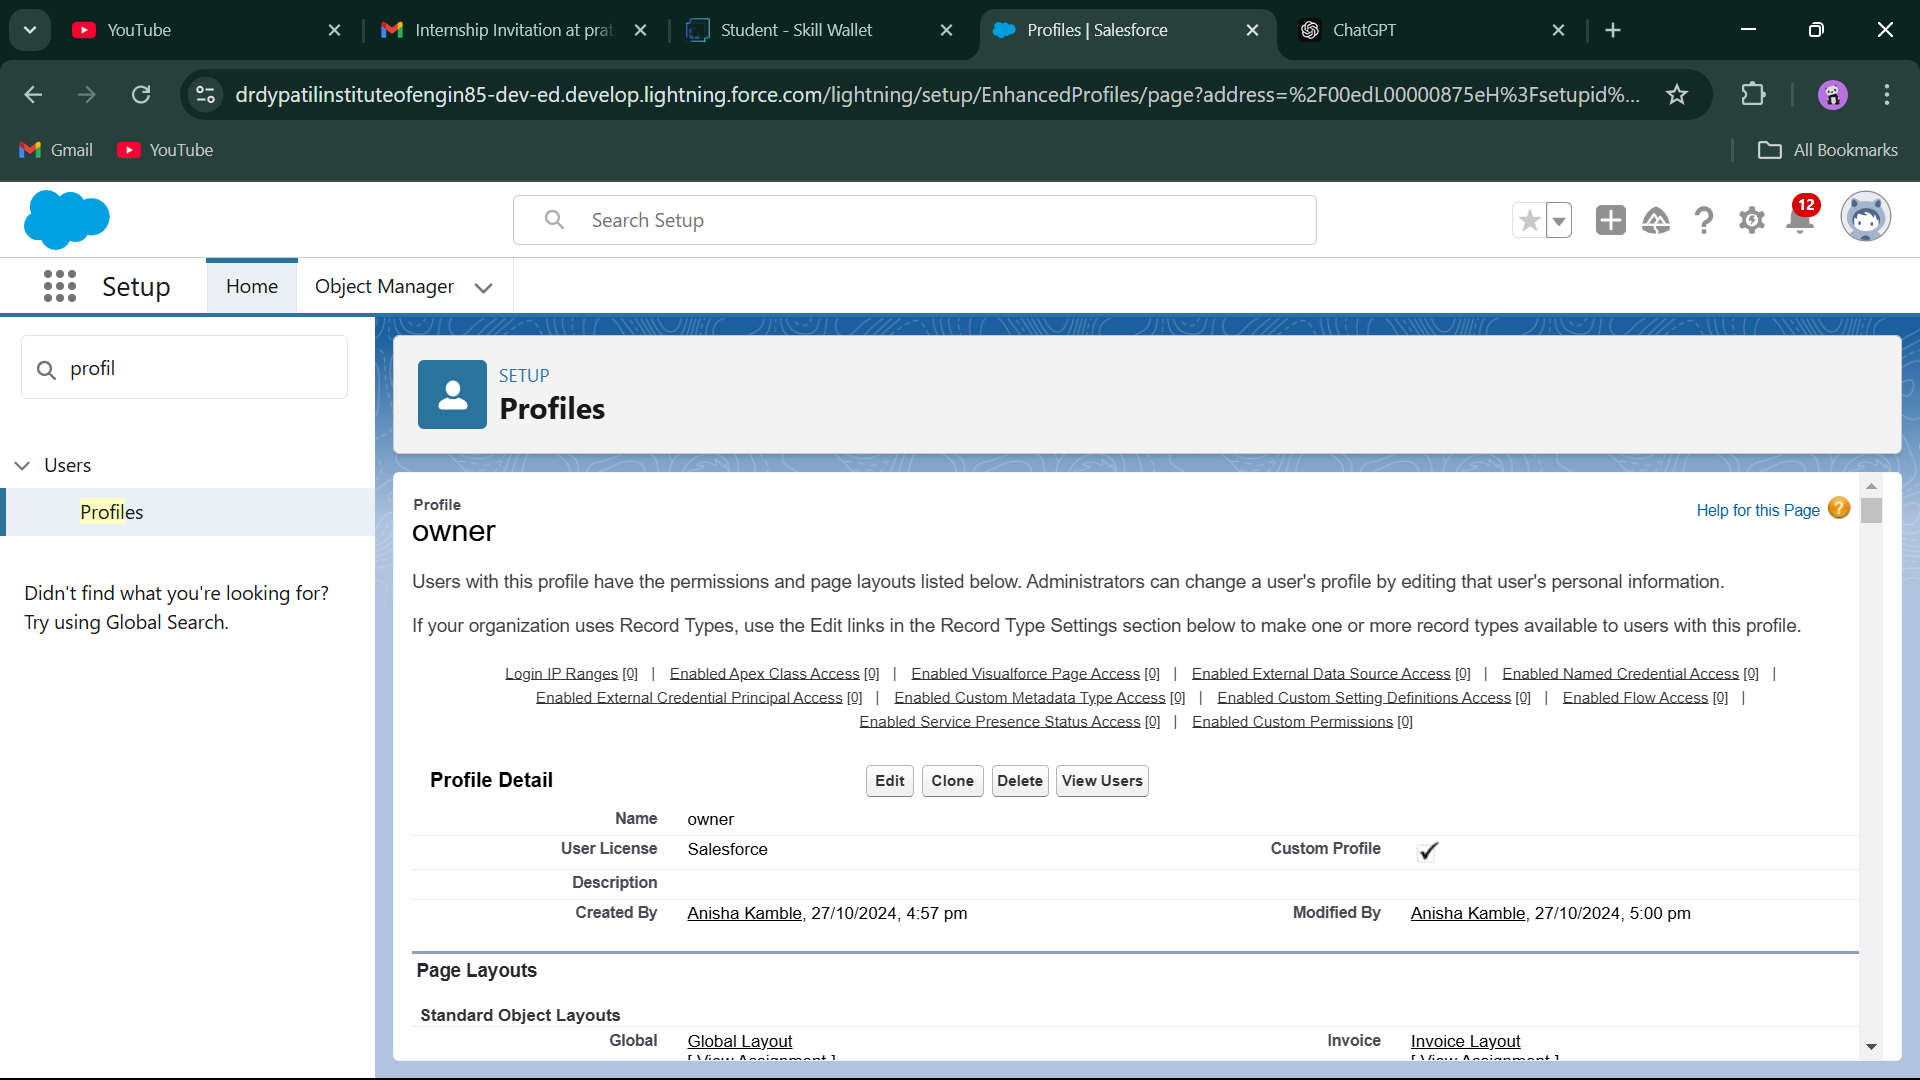 YouTube
Internship Invitation at prat
Student - Skill Wallet
Profiles | Salesforce
ChatGPT
drdypatilinstituteofengin85-dev-ed.develop.lightning.force.com/lightning/setup/EnhancedProfiles/page?address=%2F00edL00000875eH%3Fsetupid%...
Gmail
YouTube
All Bookmarks
Search Setup
12
Setup
Home
Object Manager
profil
Users
Profiles
Didn't find what you're looking for?
Try using Global Search.
SETUP
Profiles
Profile
owner
Help for this Page
Users with this profile have the permissions and page layouts listed below. Administrators can change a user's profile by editing that user's personal information.
If your organization uses Record Types, use the Edit links in the Record Type Settings section below to make one or more record types available to users with this profile.
Login IP Ranges [0] | Enabled Apex Class Access [0] | Enabled Visualforce Page Access [0] | Enabled External Data Source Access [0] | Enabled Named Credential Access [0] |
Enabled External Credential Principal Access [0] | Enabled Custom Metadata Type Access [0] | Enabled Custom Setting Definitions Access [0] | Enabled Flow Access [0] |
Enabled Service Presence Status Access [0] | Enabled Custom Permissions [0]
Profile Detail
Edit Clone Delete View Users
Name owner
User License Salesforce Custom Profile
Description
Created By Anisha Kamble, 27/10/2024, 4:57 pm Modified By Anisha Kamble, 27/10/2024, 5:00 pm
Page Layouts
Standard Object Layouts
Global Global Layout Invoice Invoice Layout
[ View Assignment ] [ View Assignment ]